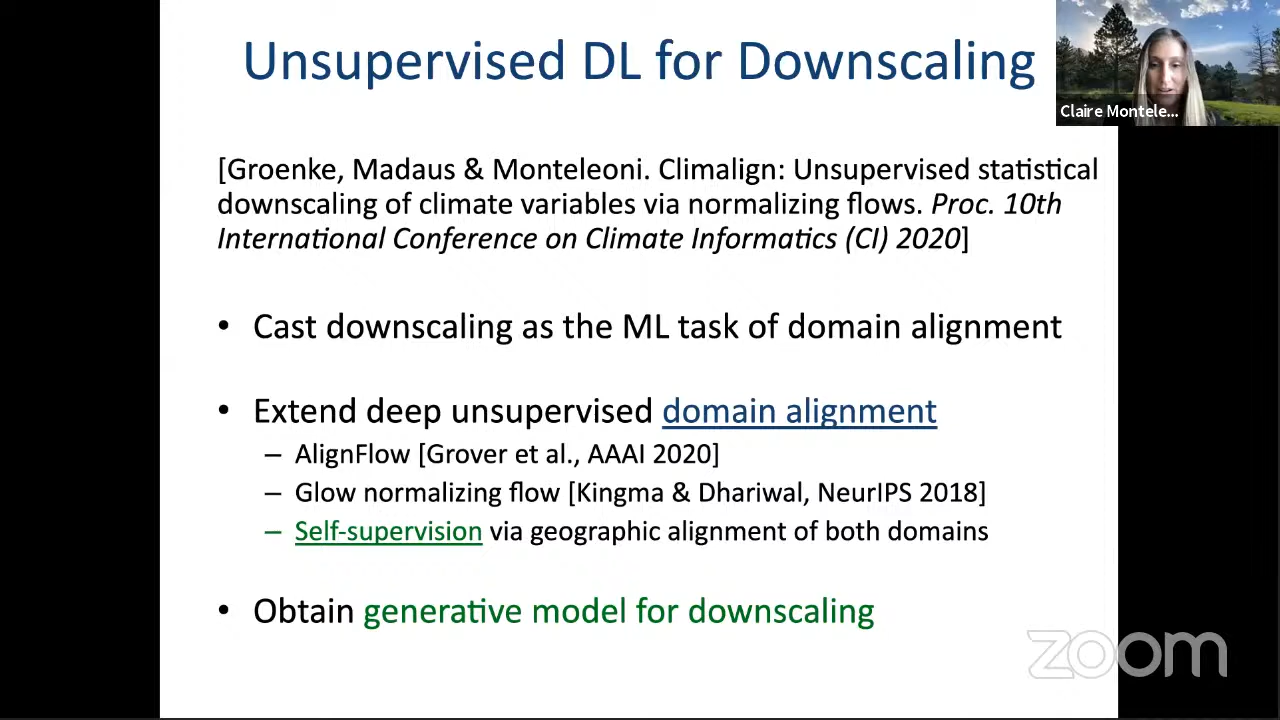 Unsupervised DL for Downscaling
Claire Montele...
[Groenke, Madaus & Monteleoni. Climalign: Unsupervised statistical
downscaling of climate variables via normalizing flows. Proc. 10th
International Conference on Climate Informatics (CI) 2020]
• Cast downscaling as the ML task of domain alignment
• Extend deep unsupervised domain alignment
– AlignFlow [Grover et al., AAAI 2020]
– Glow normalizing flow [Kingma & Dhariwal, NeurIPS 2018]
– Self-supervision via geographic alignment of both domains
• Obtain generative model for downscaling
zoom